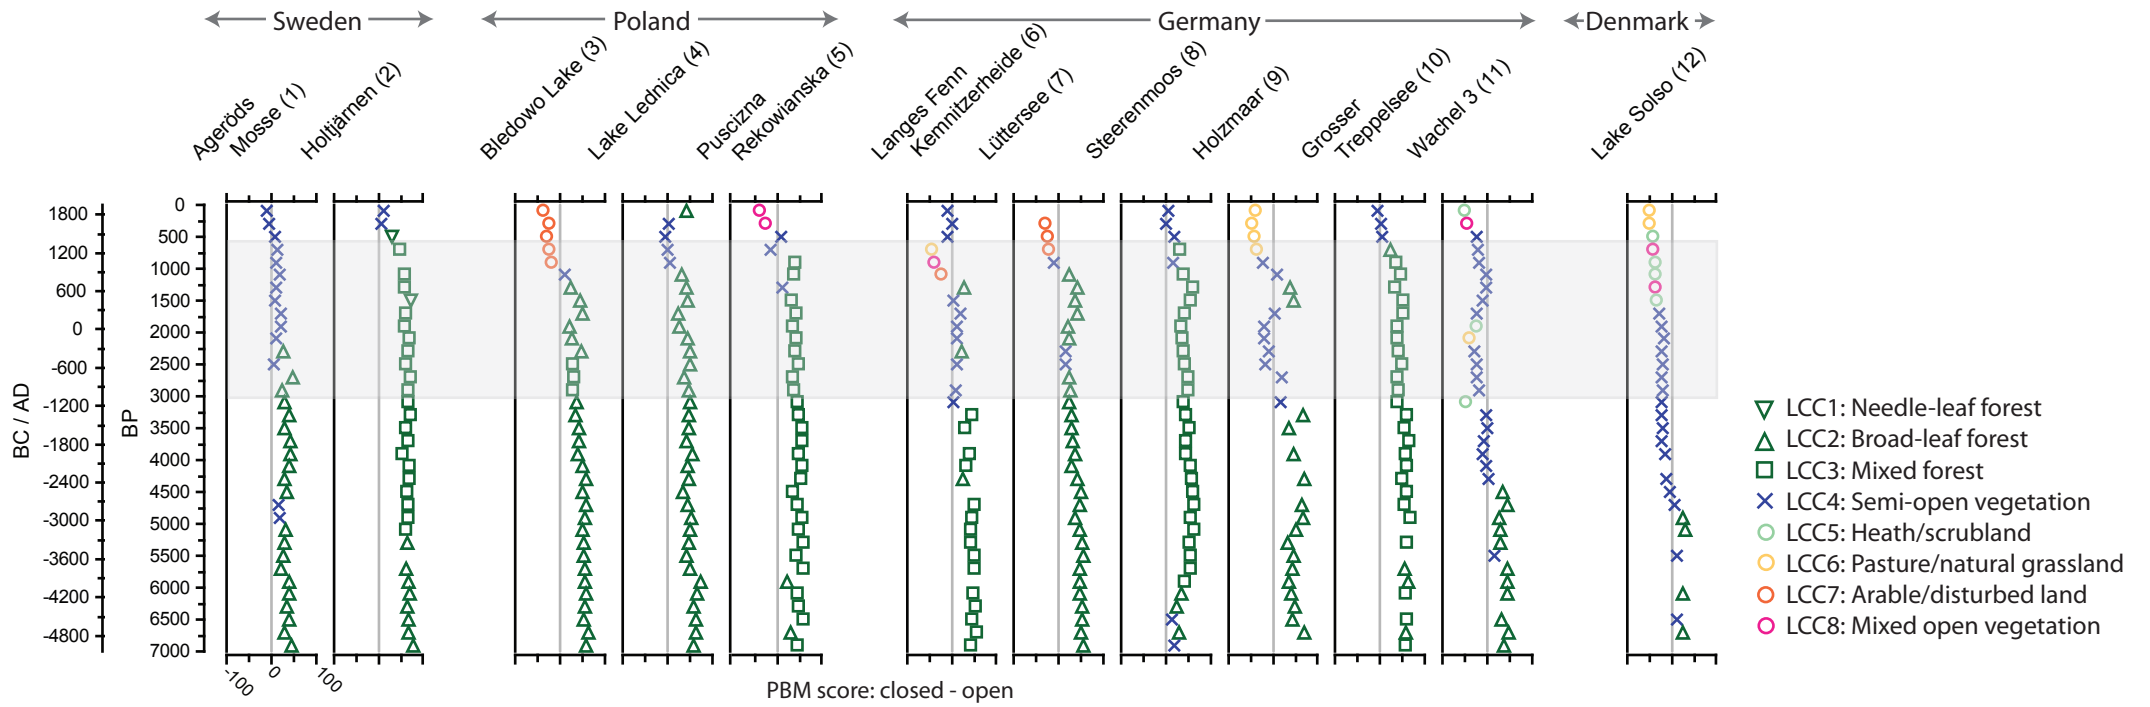 Sweden
Poland
Germany
Denmark
Ageröds
Mosse (1)
Holtjärnen (2)
Bledowo Lake (3)
Lake Lednica (4)
Puscizna
Rekowianska (5)
Langes Fenn
Kemnitzerheide (6)
Lüttersee (7)
Steerenmoos (8)
Holzmaar (9)
Grosser
Treppelsee (10)
Wachel 3 (11)
Lake Solso (12)
BC / AD
1800
1200
600
0
-600
-1200
-1800
-2400
-3000
-3600
-4200
-4800
BP
0
500
1000
1500
2000
2500
3000
3500
4000
4500
5000
5500
6000
6500
7000
-100
0
100
PBM score: closed - open
LCC1: Needle-leaf forest
LCC2: Broad-leaf forest
LCC3: Mixed forest
LCC4: Semi-open vegetation
LCC5: Heath/scrubland
LCC6: Pasture/natural grassland
LCC7: Arable/disturbed land
LCC8: Mixed open vegetation